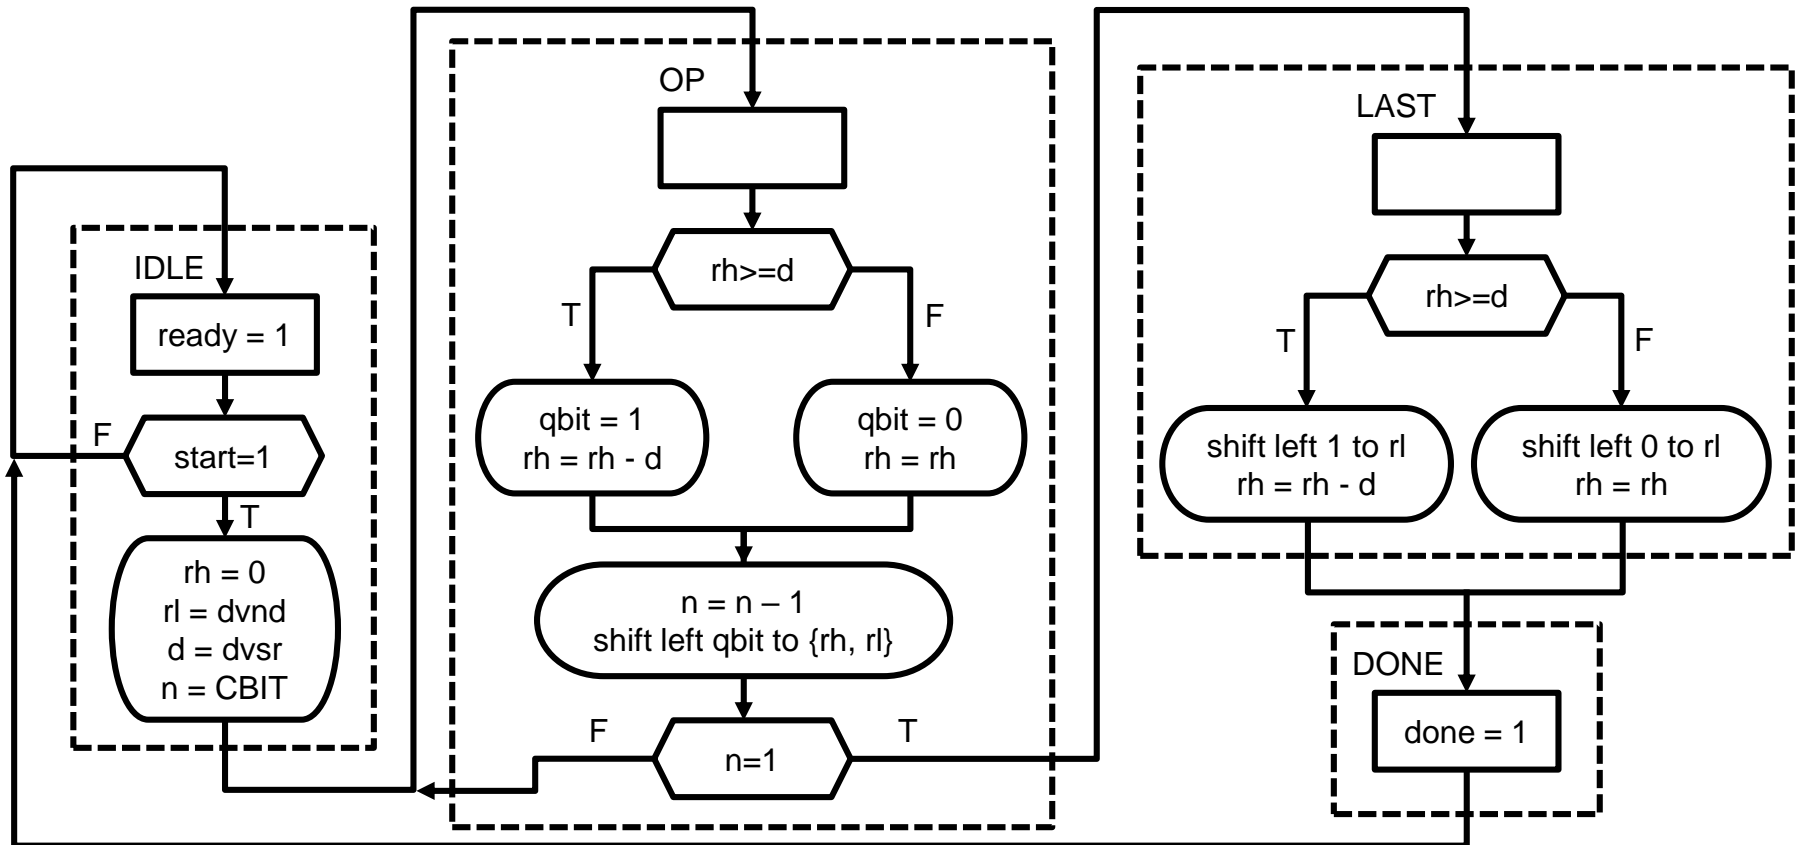 IDLE
ready = 1
F
start=1
T
rh = 0
rl = dvnd
d = dvsr
n = CBIT
OP
rh>=d
T
F
qbit = 1
rh = rh - d
qbit = 0
rh = rh
n = n – 1
shift left qbit to {rh, rl}
F
T
n=1
LAST
rh>=d
T
F
shift left 1 to rl
rh = rh - d
shift left 0 to rl
rh = rh
DONE
done = 1